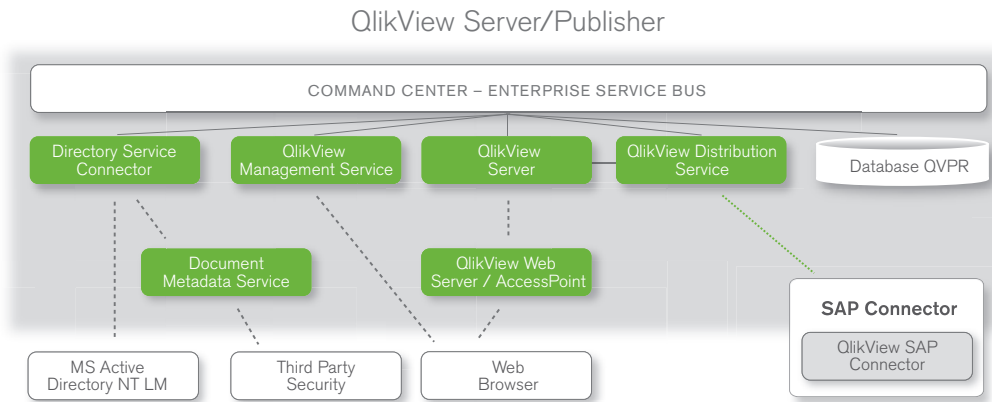 QlikView Server/Publisher
COMMAND CENTER – ENTERPRISE SERVICE BUS
Directory Service
Connector
QlikView
Management Service
QlikView
Server
QlikView Distribution
Service
Database QVPR
Document
Metadata Service
QlikView Web
Server / AccessPoint
SAP Connector
QlikView SAP
Connector
MS Active
Directory NT LM
Third Party
Security
Web
Browser